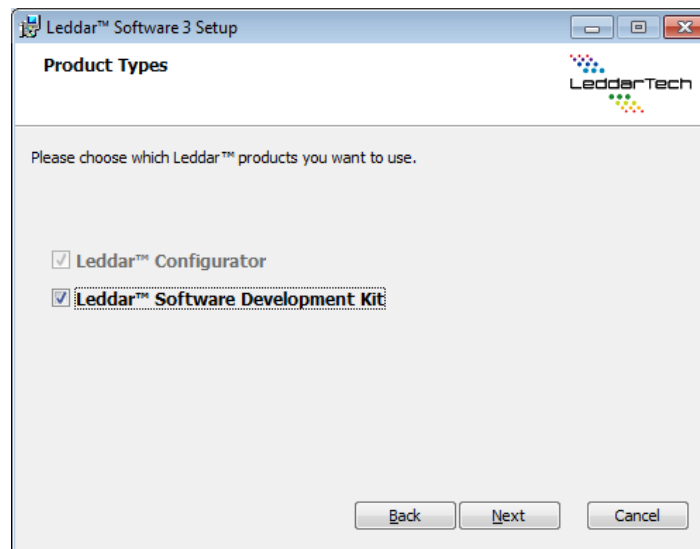 Leddar™ Software 3 Setup
Product Types
LeddarTech
Please choose which Leddar™ products you want to use.
Leddar™ Configurator
Leddar™ Software Development Kit
Back Next Cancel